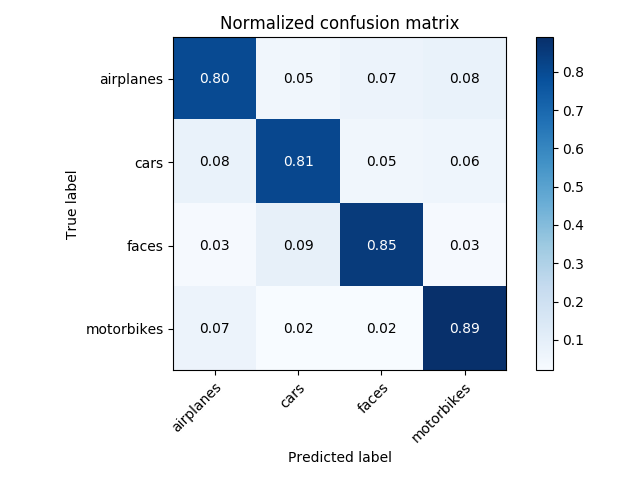 Normalized confusion matrix
True label
airplanes 0.80 0.05 0.07 0.08
cars 0.08 0.81 0.05 0.06
faces 0.03 0.09 0.85 0.03
motorbikes 0.07 0.02 0.02 0.89
airplanes cars faces motorbikes
Predicted label
0.8
0.7
0.6
0.5
0.4
0.3
0.2
0.1